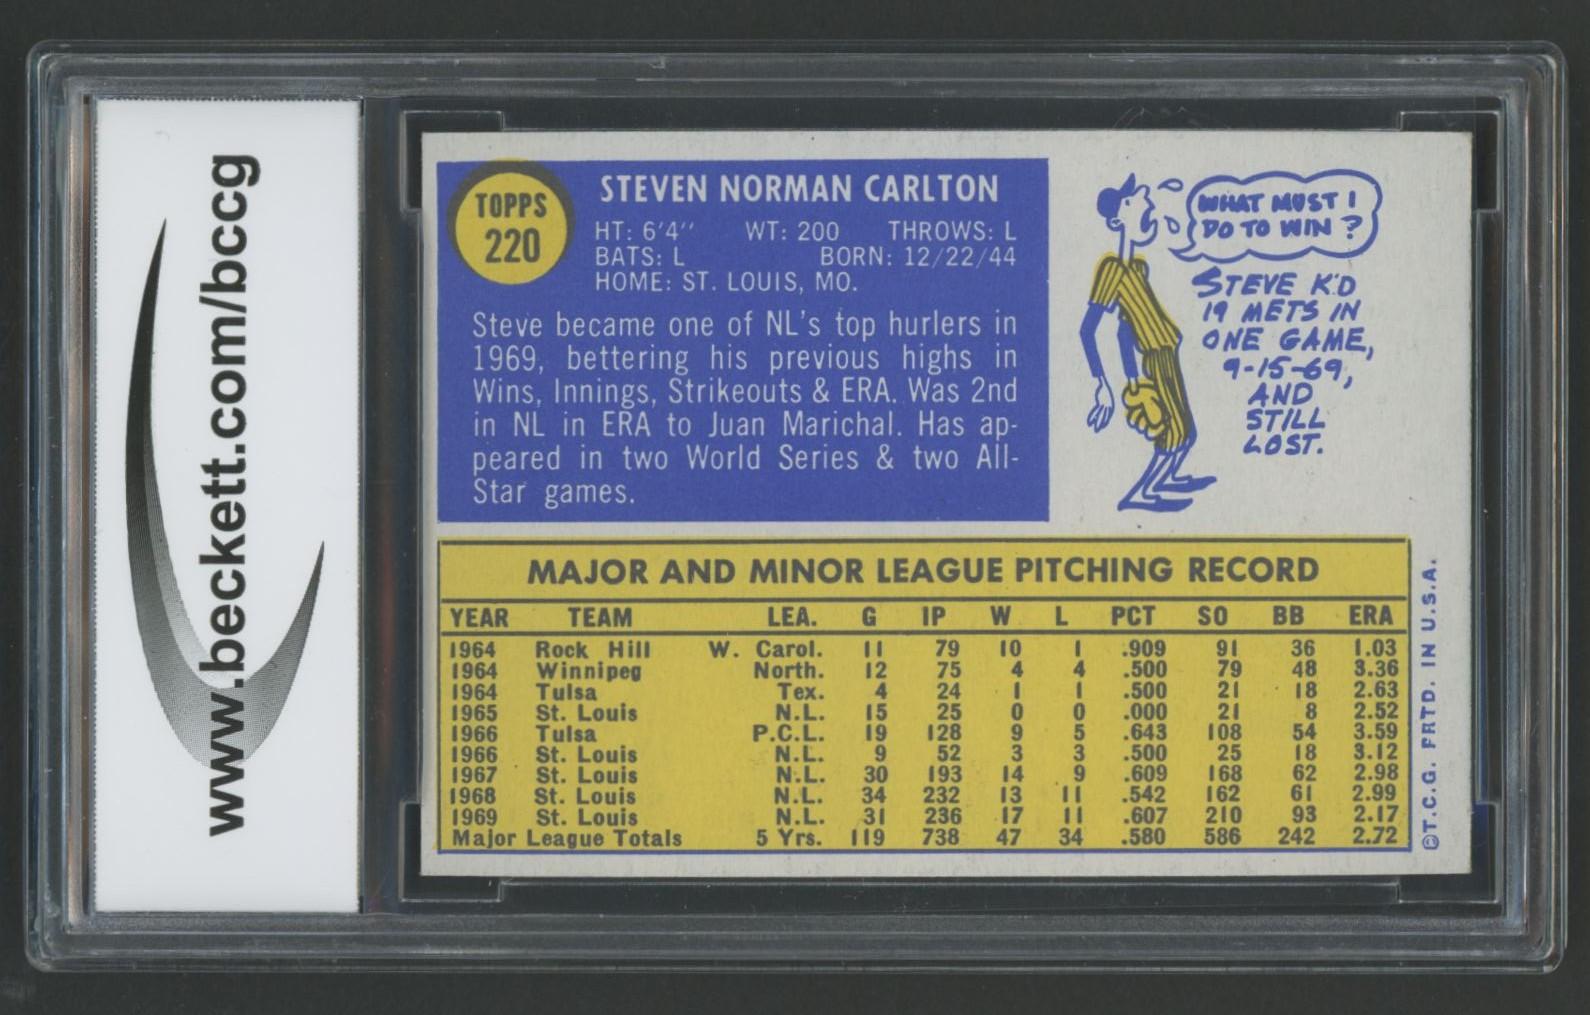 www.beckett.com/bccg
TOPPS
220
STEVEN NORMAN CARLTON
HT: 6'4" WT: 200 THROWS: L
BATS: L BORN: 12/22/44
HOME: ST. LOUIS, MO.
Steve became one of NL's top hurlers in
1969, bettering his previous highs in
Wins, Innings, Strikeouts & ERA. Was 2nd
in NL in ERA to Juan Marichal. Has ap-
peared in two World Series & two All-
Star games.
WHAT MUST I
DO TO WIN?
STEVE K'D
19 METS IN
ONE GAME,
9-15-69,
AND
STILL
LOST.
MAJOR AND MINOR LEAGUE PITCHING RECORD
YEAR TEAM LEA. G IP W L PCT SO BB ERA
1964 Rock Hill W. Carol. 11 79 10 1 .909 91 36 1.03
1964 Winnipeg North. 12 75 4 4 .500 79 48 3.36
1964 Tulsa Tex. 4 24 1 1 .500 21 18 2.63
1965 St. Louis N.L. 15 25 0 0 .000 21 8 2.52
1966 Tulsa P.C.L. 19 128 9 5 .643 108 54 3.59
1966 St. Louis N.L. 9 52 3 3 .500 25 18 3.12
1967 St. Louis N.L. 30 193 14 9 .609 168 62 2.98
1968 St. Louis N.L. 34 232 13 11 .542 162 61 2.99
1969 St. Louis N.L. 31 236 17 11 .607 210 93 2.17
Major League Totals 5 Yrs. 119 738 47 34 .580 586 242 2.72
©T.C.G. PRTD. IN U.S.A.